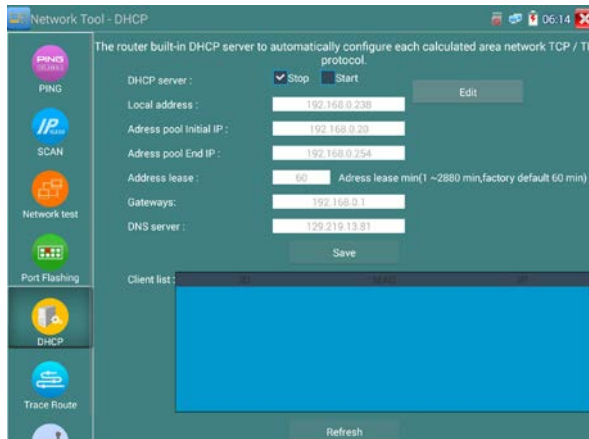 Network Tool - DHCP
06:14
The router built-in DHCP server to automatically configure each calculated area network TCP / TI
protocol.
PING
PING
DHCP server :
Stop
Start
Edit
Local address :
192.168.0.238
IP
SCAN
Adress pool Initial IP :
192.168.0.20
Adress pool End IP :
192.168.0.254
Address lease :
60
Adress lease min(1 ~2880 min,factory default 60 min)
Network test
Gateways:
192.168.0.1
DNS server :
129.219.13.81
Save
Port Flashing
Client list :
ID
MAC
IP
DHCP
Trace Route
Refresh